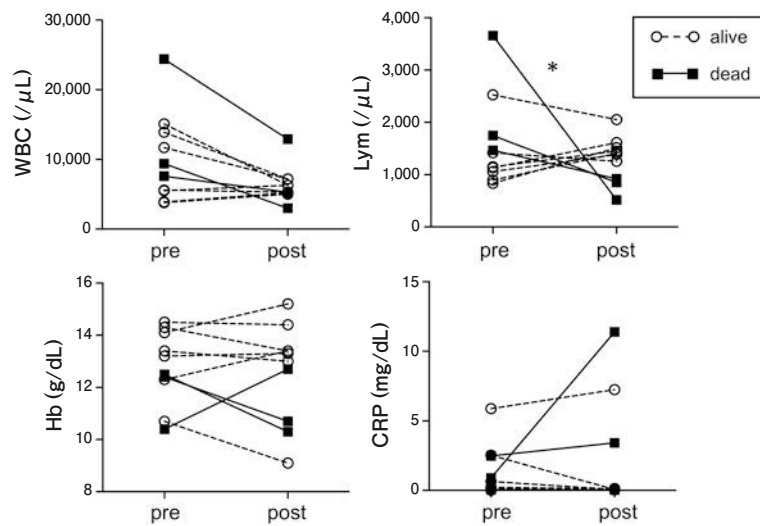 30,000
20,000
10,000
0
WBC (/μL)
pre
post
4,000
3,000
2,000
1,000
0
Lym (/μL)
*
pre
post
alive
dead
16
14
12
10
8
Hb (g/dL)
pre
post
15
10
5
0
CRP (mg/dL)
pre
post